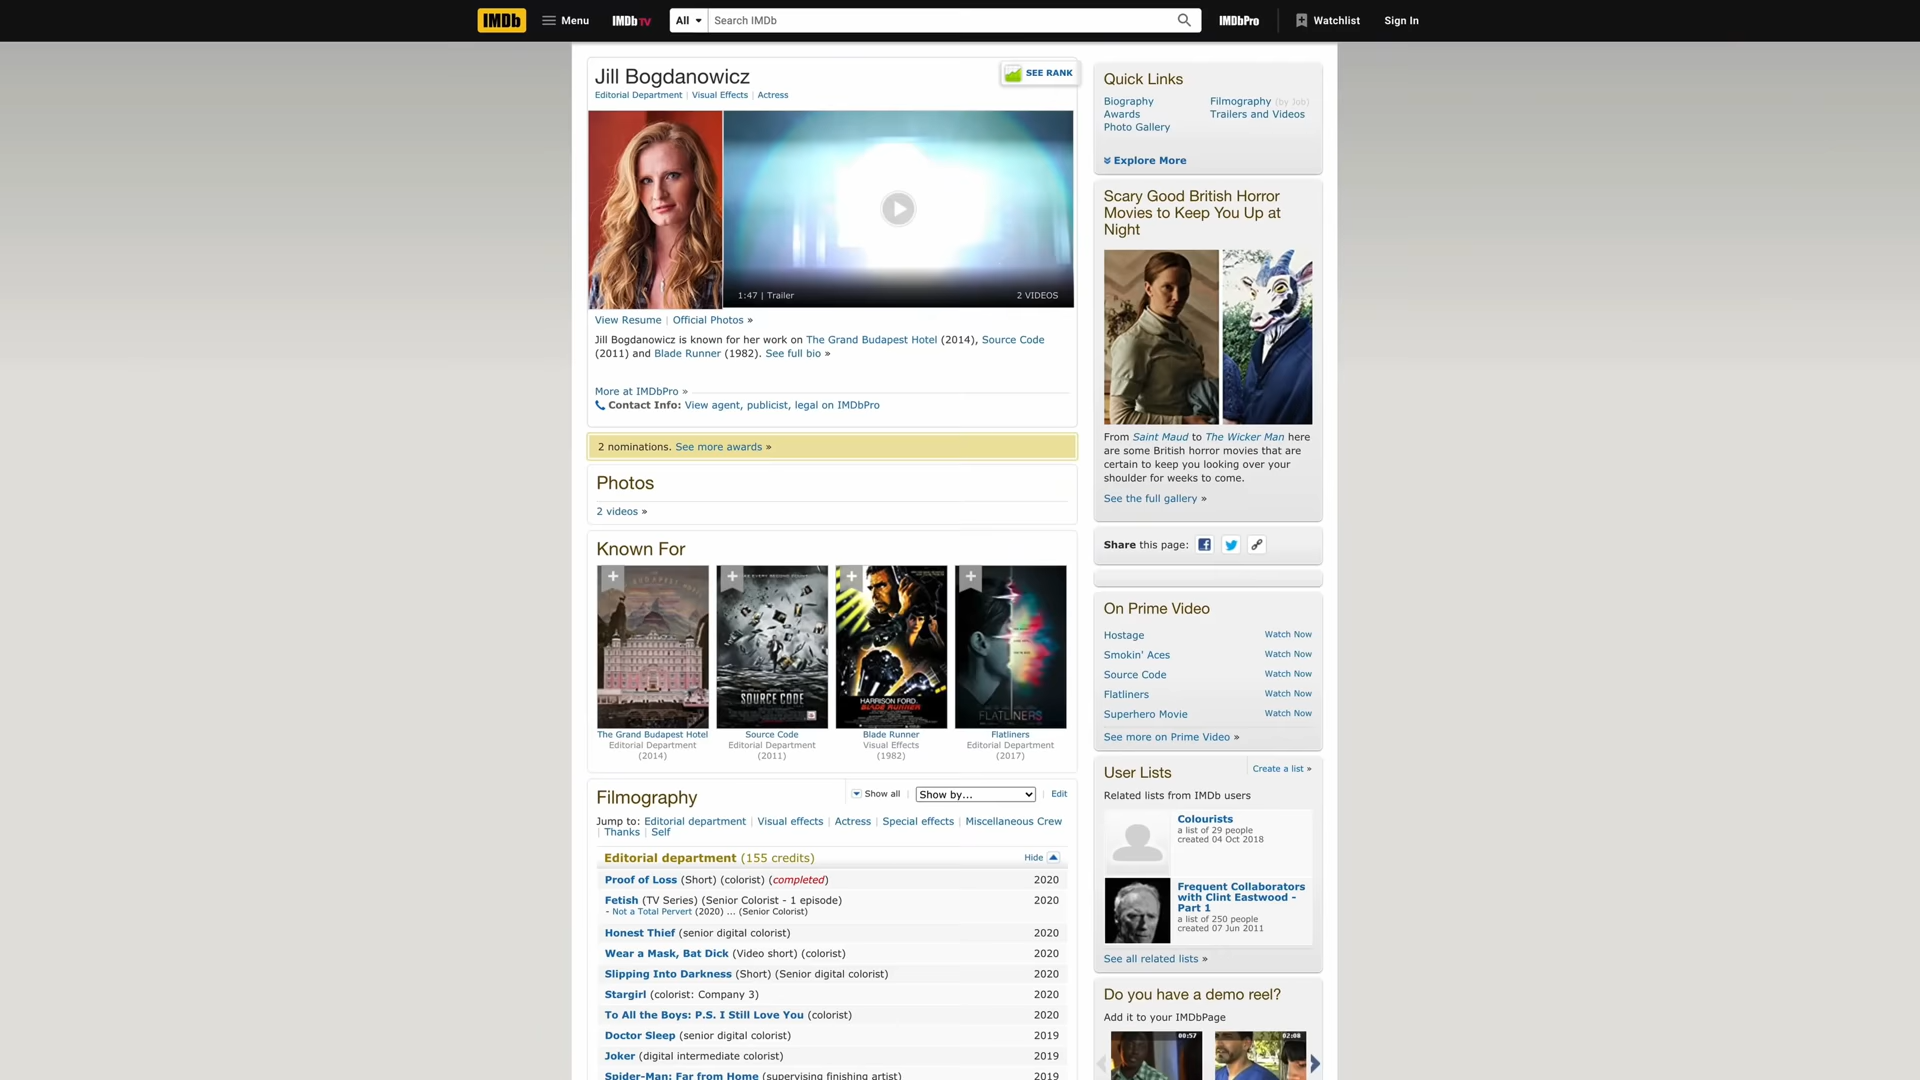 IMDb
Menu
IMDb TV
All
Search IMDb
IMDbPro
Watchlist
Sign In
Jill Bogdanowicz
SEE RANK
Editorial Department | Visual Effects | Actress
1:47 | Trailer
2 VIDEOS
View Resume | Official Photos »
Jill Bogdanowicz is known for her work on The Grand Budapest Hotel (2014), Source Code
(2011) and Blade Runner (1982). See full bio »
More at IMDbPro »
Contact Info: View agent, publicist, legal on IMDbPro
2 nominations. See more awards »
Photos
2 videos »
Known For
SOURCE CODE
HARRISON FORD
BLADE RUNNER
FLATLINERS
The Grand Budapest Hotel
Editorial Department
(2014)
Source Code
Editorial Department
(2011)
Blade Runner
Visual Effects
(1982)
Flatliners
Editorial Department
(2017)
Filmography
Show all | Show by... | Edit
Jump to: Editorial department | Visual effects | Actress | Special effects | Miscellaneous Crew
| Thanks | Self
Editorial department (155 credits)
Hide
Proof of Loss (Short) (colorist) (completed) 2020
Fetish (TV Series) (Senior Colorist - 1 episode) 2020
- Not a Total Pervert (2020) ... (Senior Colorist)
Honest Thief (senior digital colorist) 2020
Wear a Mask, Bat Dick (Video short) (colorist) 2020
Slipping Into Darkness (Short) (Senior digital colorist) 2020
Stargirl (colorist: Company 3) 2020
To All the Boys: P.S. I Still Love You (colorist) 2020
Doctor Sleep (senior digital colorist) 2019
Joker (digital intermediate colorist) 2019
Spider-Man: Far from Home (supervising finishing artist) 2019
Quick Links
Biography
Filmography (by Job)
Awards
Trailers and Videos
Photo Gallery
Explore More
Scary Good British Horror
Movies to Keep You Up at
Night
From Saint Maud to The Wicker Man here
are some British horror movies that are
certain to keep you looking over your
shoulder for weeks to come.
See the full gallery »
Share this page:
On Prime Video
Hostage Watch Now
Smokin' Aces Watch Now
Source Code Watch Now
Flatliners Watch Now
Superhero Movie Watch Now
See more on Prime Video »
User Lists
Create a list »
Related lists from IMDb users
Colourists
a list of 29 people
created 04 Oct 2018
Frequent Collaborators
with Clint Eastwood -
Part 1
a list of 250 people
created 07 Jun 2011
See all related lists »
Do you have a demo reel?
Add it to your IMDbPage
00:57
02:08